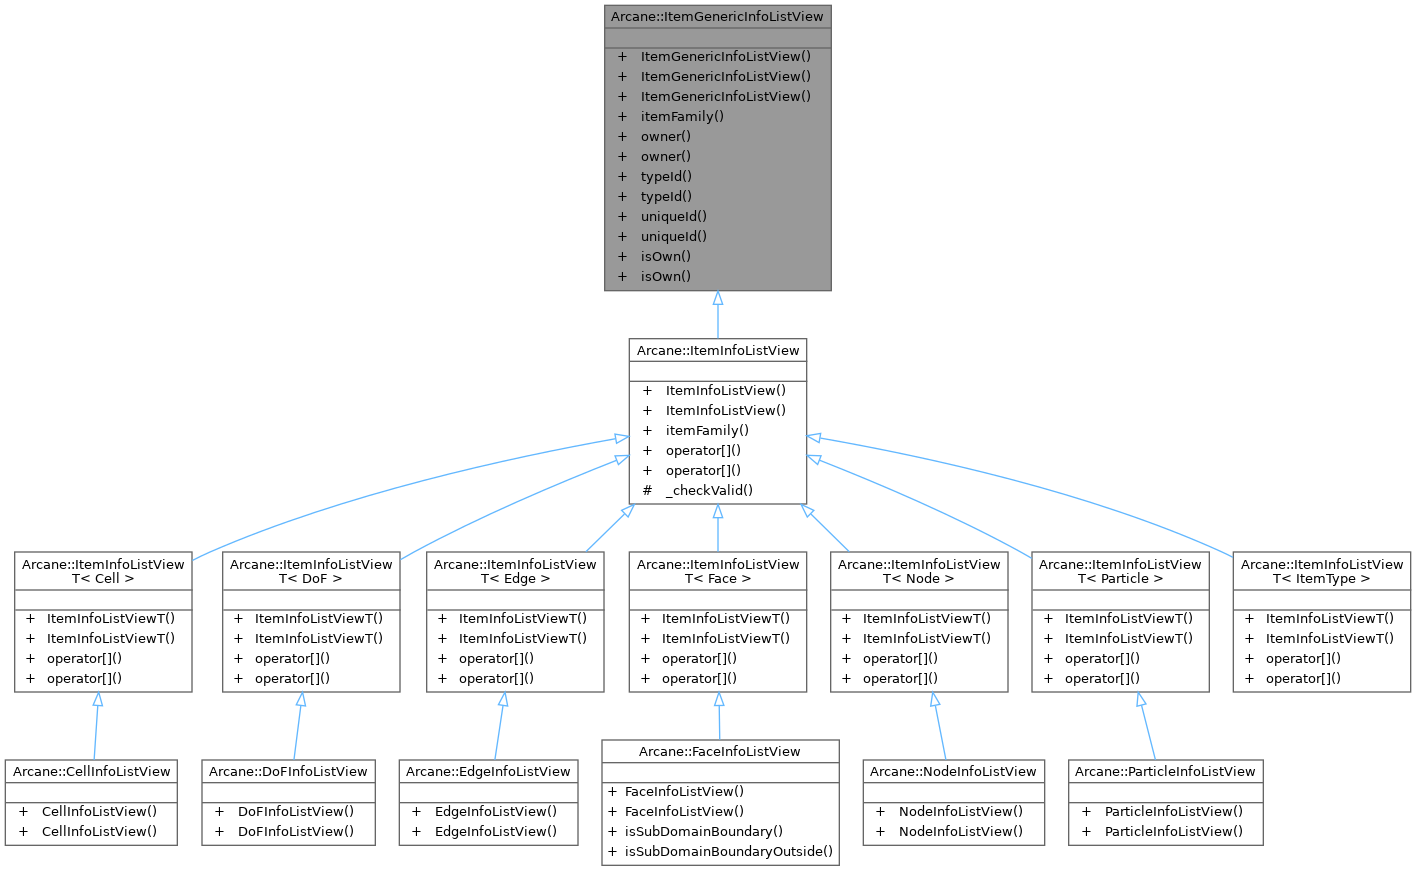 Arcane::ItemGenericInfoListView
+ ItemGenericInfoListView()
+ ItemGenericInfoListView()
+ ItemGenericInfoListView()
+ itemFamily()
+ owner()
+ owner()
+ typeId()
+ typeId()
+ uniqueId()
+ uniqueId()
+ isOwn()
+ isOwn()
Arcane::ItemInfoListView
+ ItemInfoListView()
+ ItemInfoListView()
+ itemFamily()
+ operator[]()
+ operator[]()
# _checkValid()
Arcane::ItemInfoListView
T< Cell >
+ ItemInfoListViewT()
+ ItemInfoListViewT()
+ operator[]()
+ operator[]()
Arcane::ItemInfoListView
T< DoF >
+ ItemInfoListViewT()
+ ItemInfoListViewT()
+ operator[]()
+ operator[]()
Arcane::ItemInfoListView
T< Edge >
+ ItemInfoListViewT()
+ ItemInfoListViewT()
+ operator[]()
+ operator[]()
Arcane::ItemInfoListView
T< Face >
+ ItemInfoListViewT()
+ ItemInfoListViewT()
+ operator[]()
+ operator[]()
Arcane::ItemInfoListView
T< Node >
+ ItemInfoListViewT()
+ ItemInfoListViewT()
+ operator[]()
+ operator[]()
Arcane::ItemInfoListView
T< Particle >
+ ItemInfoListViewT()
+ ItemInfoListViewT()
+ operator[]()
+ operator[]()
Arcane::ItemInfoListView
T< ItemType >
+ ItemInfoListViewT()
+ ItemInfoListViewT()
+ operator[]()
+ operator[]()
Arcane::CellInfoListView
+ CellInfoListView()
+ CellInfoListView()
Arcane::DoFInfoListView
+ DoFInfoListView()
+ DoFInfoListView()
Arcane::EdgeInfoListView
+ EdgeInfoListView()
+ EdgeInfoListView()
Arcane::FaceInfoListView
+ FaceInfoListView()
+ FaceInfoListView()
+ isSubDomainBoundary()
+ isSubDomainBoundaryOutside()
Arcane::NodeInfoListView
+ NodeInfoListView()
+ NodeInfoListView()
Arcane::ParticleInfoListView
+ ParticleInfoListView()
+ ParticleInfoListView()